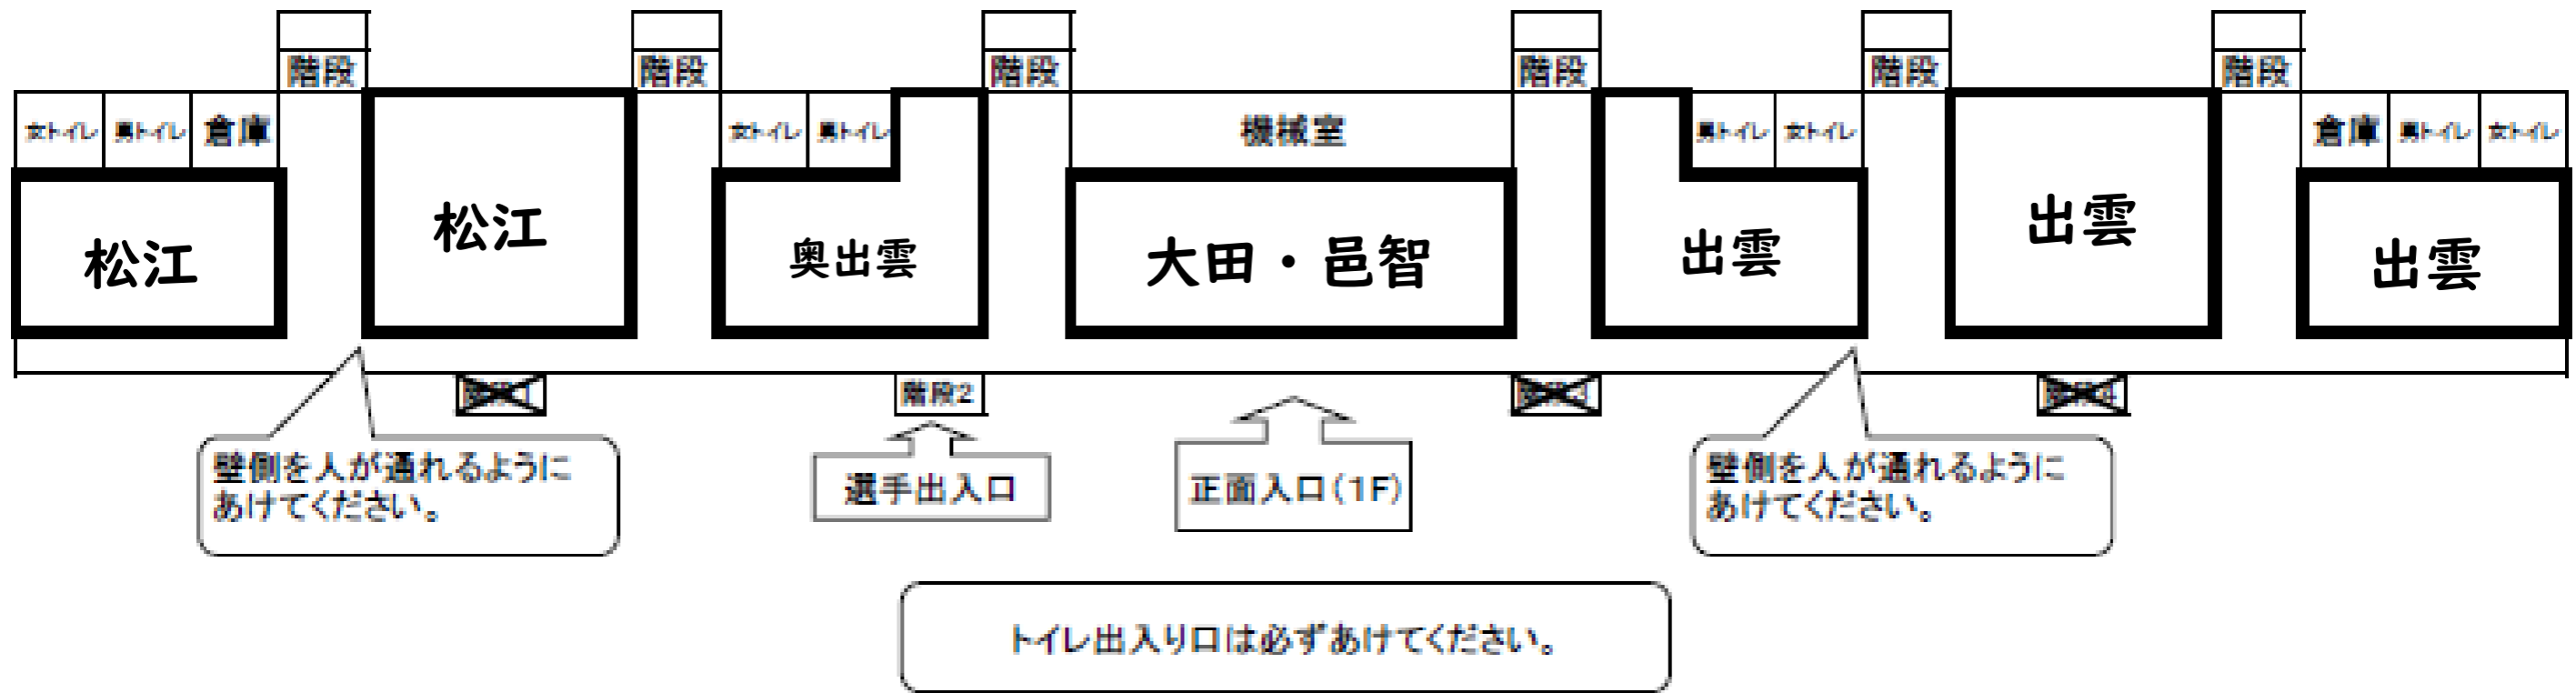 階段
階段
階段
階段
階段
階段
女トイレ
男トイレ
倉庫
女トイレ
男トイレ
機械室
男トイレ
女トイレ
倉庫
男トイレ
女トイレ
松江
松江
奥出雲
大田・邑智
出雲
出雲
出雲
階段2
壁側を人が通れるように
あけてください。
選手出入口
正面入口(1F)
壁側を人が通れるように
あけてください。
トイレ出入り口は必ずあけてください。